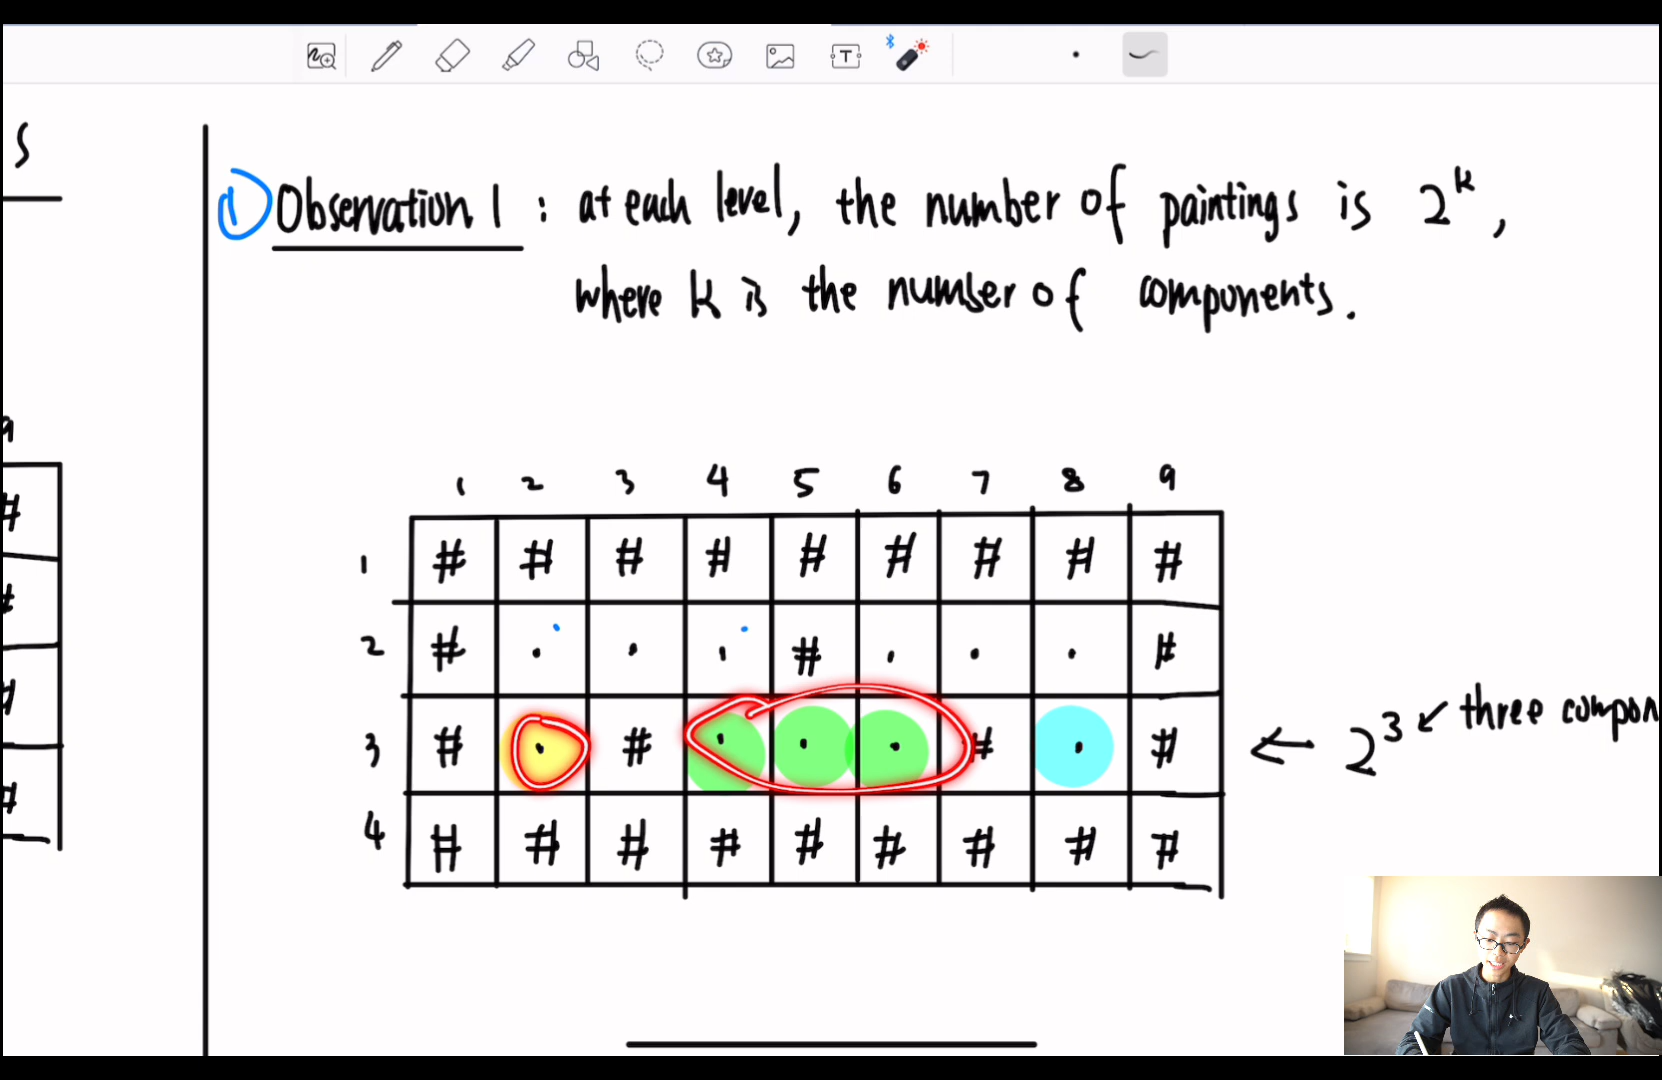 S
① Observation 1 : at each level, the number of paintings is 2^k,
where k is the number of components.
9
1 2 3 4 5 6 7 8 9
# 1 # # # # # # # # #
# 2 # . . . # . . . #
# 3 # . # . . . # . # ← 2^3 ↙ three compon
# 4 # # # # # # # # #